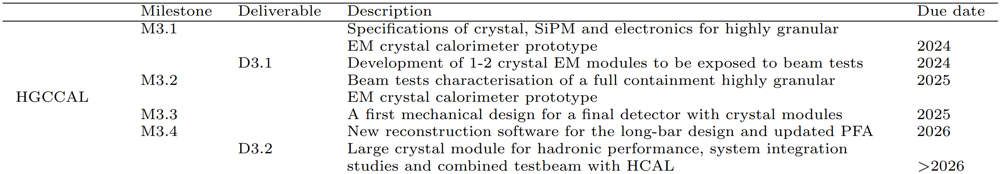 Milestone Deliverable Description Due date
M3.1 Specifications of crystal, SiPM and electronics for highly granular
EM crystal calorimeter prototype 2024
D3.1 Development of 1-2 crystal EM modules to be exposed to beam tests 2024
M3.2 Beam tests characterisation of a full containment highly granular 2025
HGCCAL EM crystal calorimeter prototype
M3.3 A first mechanical design for a final detector with crystal modules 2025
M3.4 New reconstruction software for the long-bar design and updated PFA 2026
D3.2 Large crystal module for hadronic performance, system integration
studies and combined testbeam with HCAL >2026